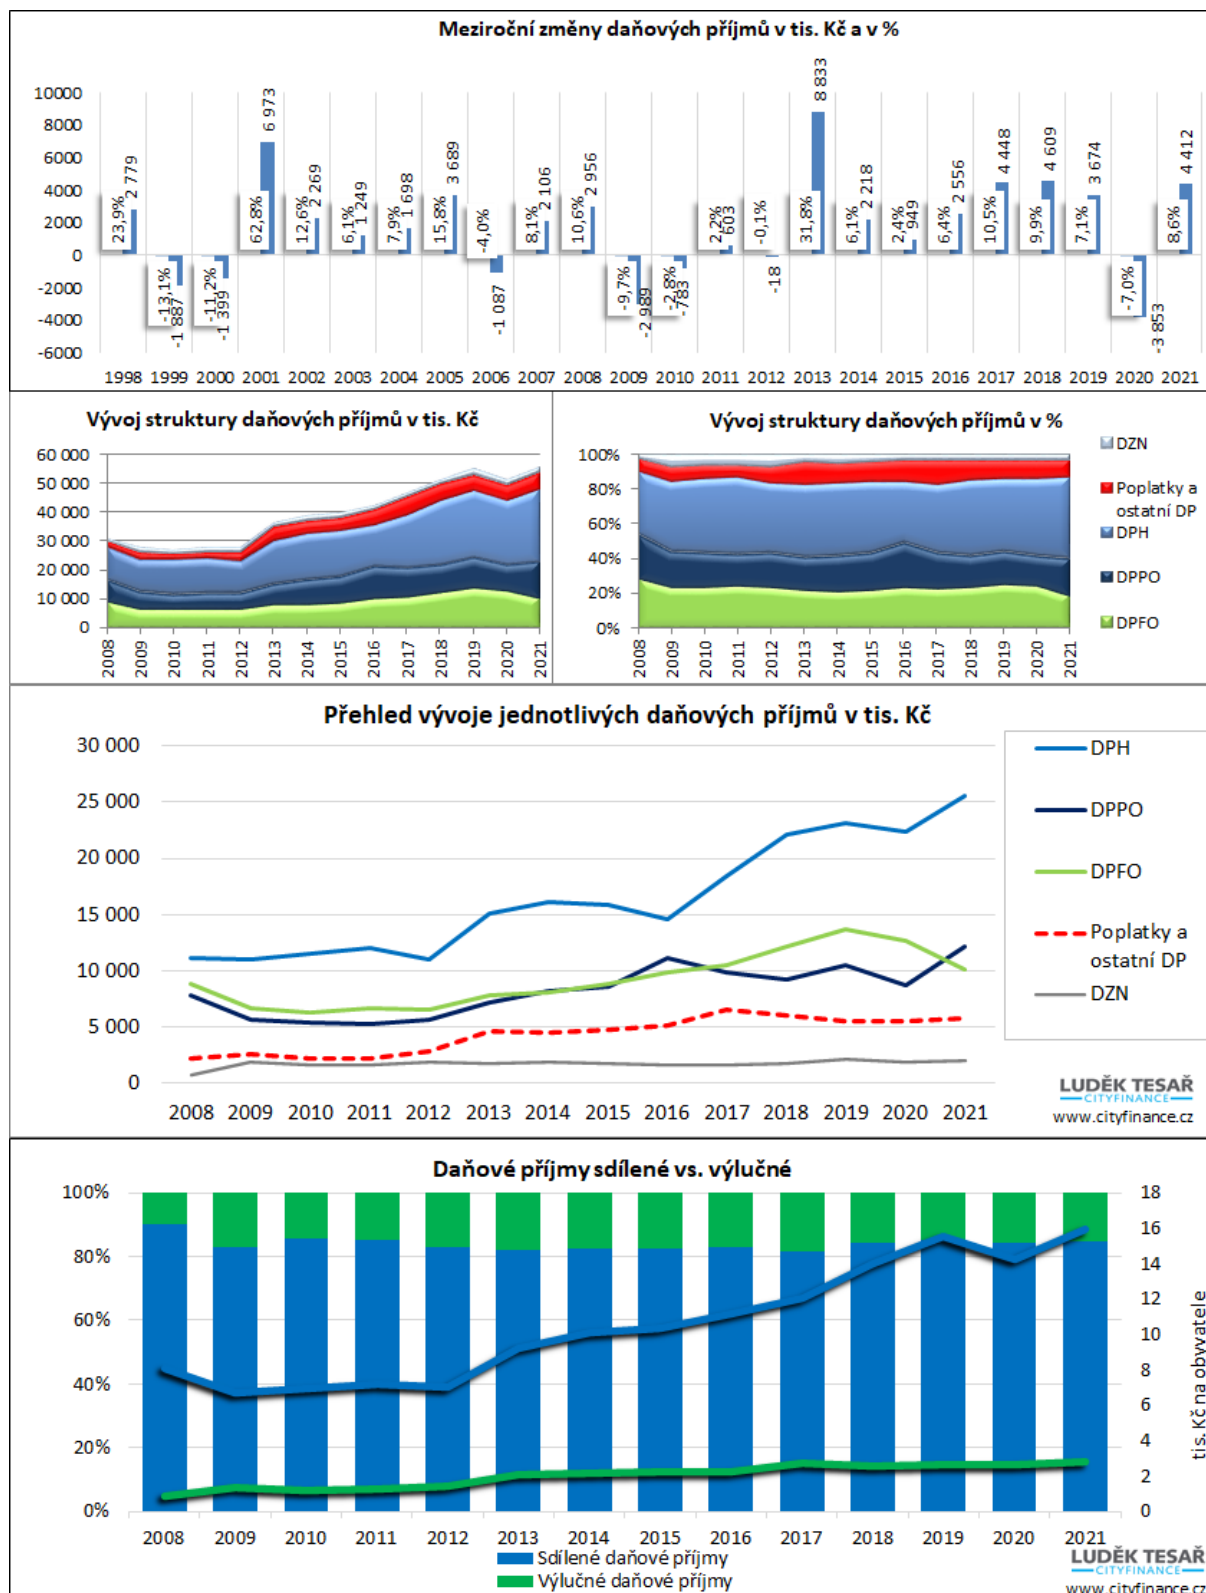 Meziroční změny daňových příjmů v tis. Kč a v %
10000
8000
6000
4000
2000
0
-2000
-4000
-6000
23,9% 2 779
-13,1% -1 887
-11,2% -1 399
62,8% 6 973
12,6% 2 269
6,1% 1 249
7,9% 1 698
15,8% 3 689
-4,0% -1 087
8,1% 2 106
10,6% 2 956
-9,7% -2 989
-2,8% -783
2,2% 603
-0,1% -18
31,8% 8 833
6,1% 2 218
2,4% 949
6,4% 2 556
10,5% 4 448
9,9% 4 609
7,1% 3 674
-7,0% -3 853
8,6% 4 412
1998 1999 2000 2001 2002 2003 2004 2005 2006 2007 2008 2009 2010 2011 2012 2013 2014 2015 2016 2017 2018 2019 2020 2021
Vývoj struktury daňových příjmů v tis. Kč
60 000
50 000
40 000
30 000
20 000
10 000
0
2008 2009 2010 2011 2012 2013 2014 2015 2016 2017 2018 2019 2020 2021
Vývoj struktury daňových příjmů v %
100%
80%
60%
40%
20%
0%
2008 2009 2010 2011 2012 2013 2014 2015 2016 2017 2018 2019 2020 2021
DZN
Poplatky a
ostatní DP
DPH
DPPO
DPFO
Přehled vývoje jednotlivých daňových příjmů v tis. Kč
30 000
25 000
20 000
15 000
10 000
5 000
0
2008 2009 2010 2011 2012 2013 2014 2015 2016 2017 2018 2019 2020 2021
DPH
DPPO
DPFO
Poplatky a
ostatní DP
DZN
LUDĚK TESAŘ
CITYFINANCE
www.cityfinance.cz
Daňové příjmy sdílené vs. výlučné
100%
80%
60%
40%
20%
0%
18
16
14
12
10
8
6
4
2
0
tis. Kč na obyvatele
2008 2009 2010 2011 2012 2013 2014 2015 2016 2017 2018 2019 2020 2021
Sdílené daňové příjmy
Výlučné daňové příjmy
LUDĚK TESAŘ
CITYFINANCE
www.cityfinance.cz